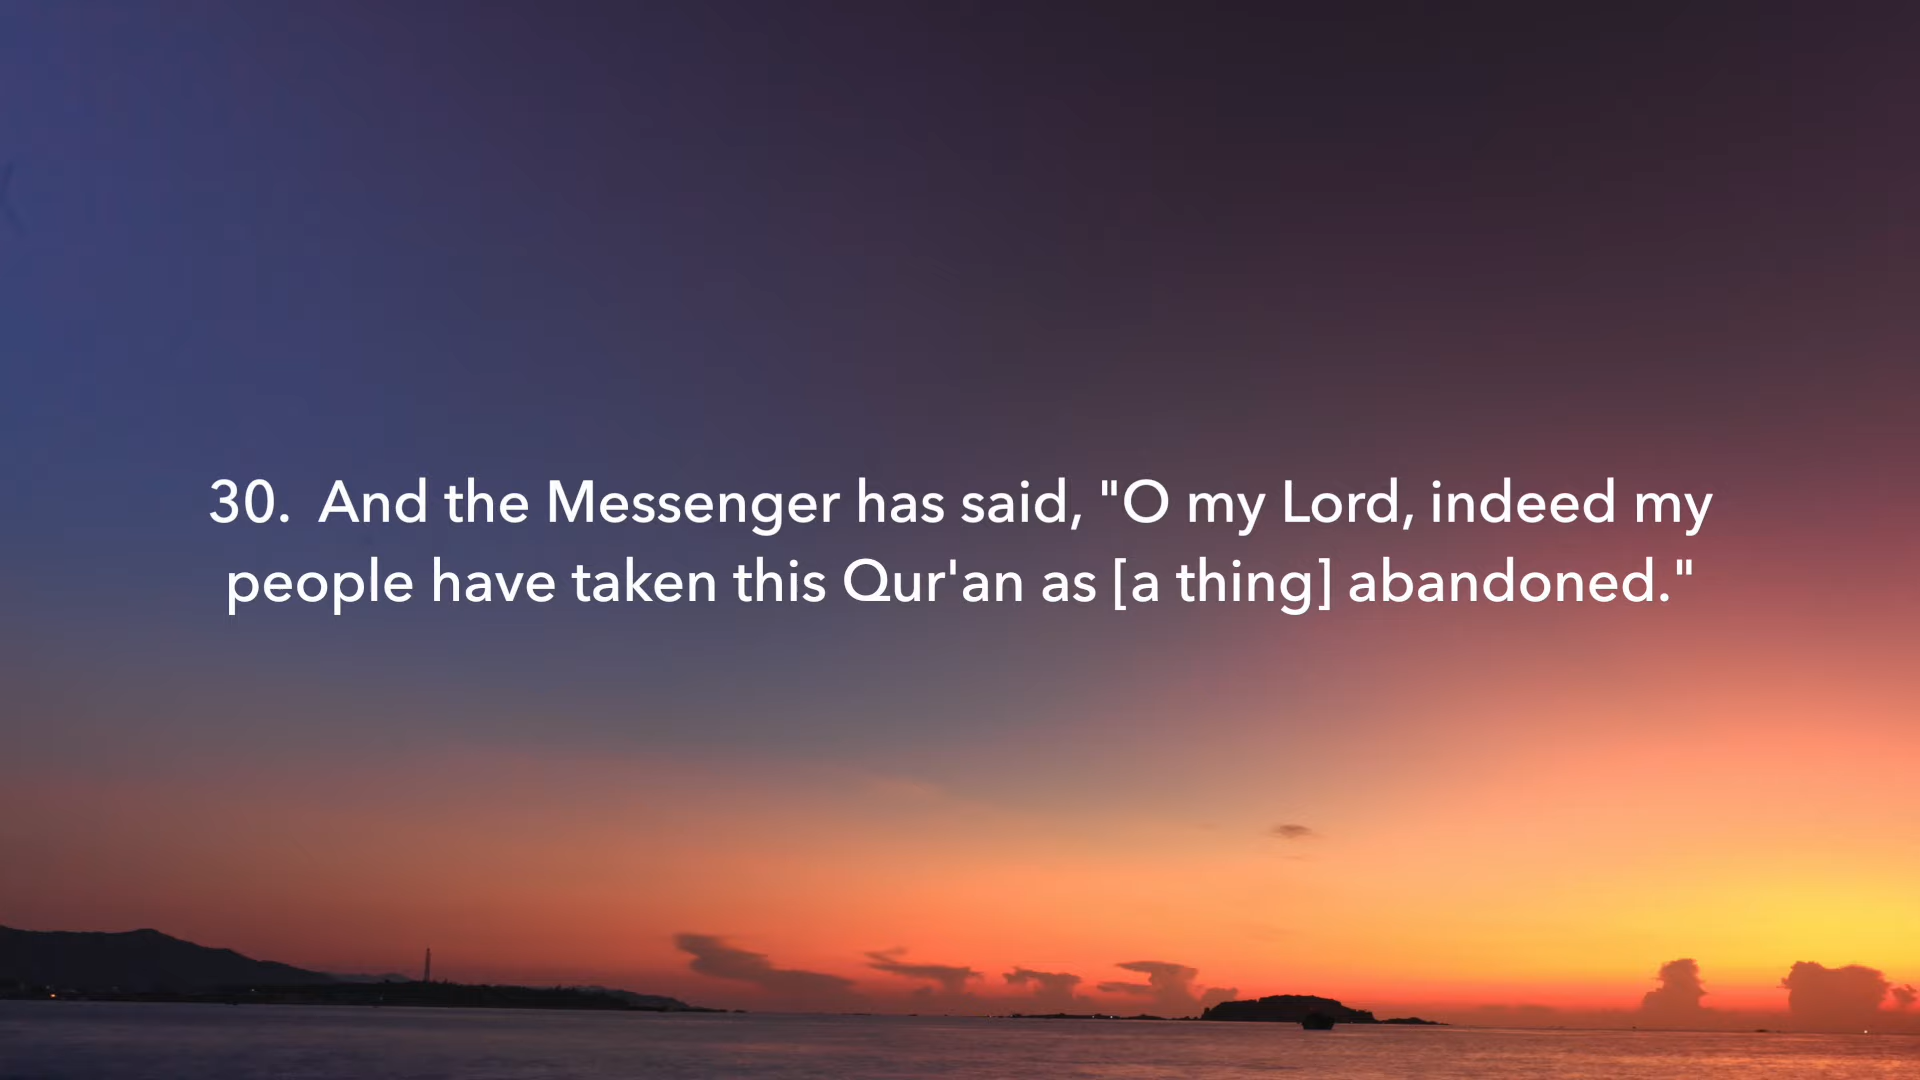 30.  And the Messenger has said, "O my Lord, indeed my
people have taken this Qur'an as [a thing] abandoned."